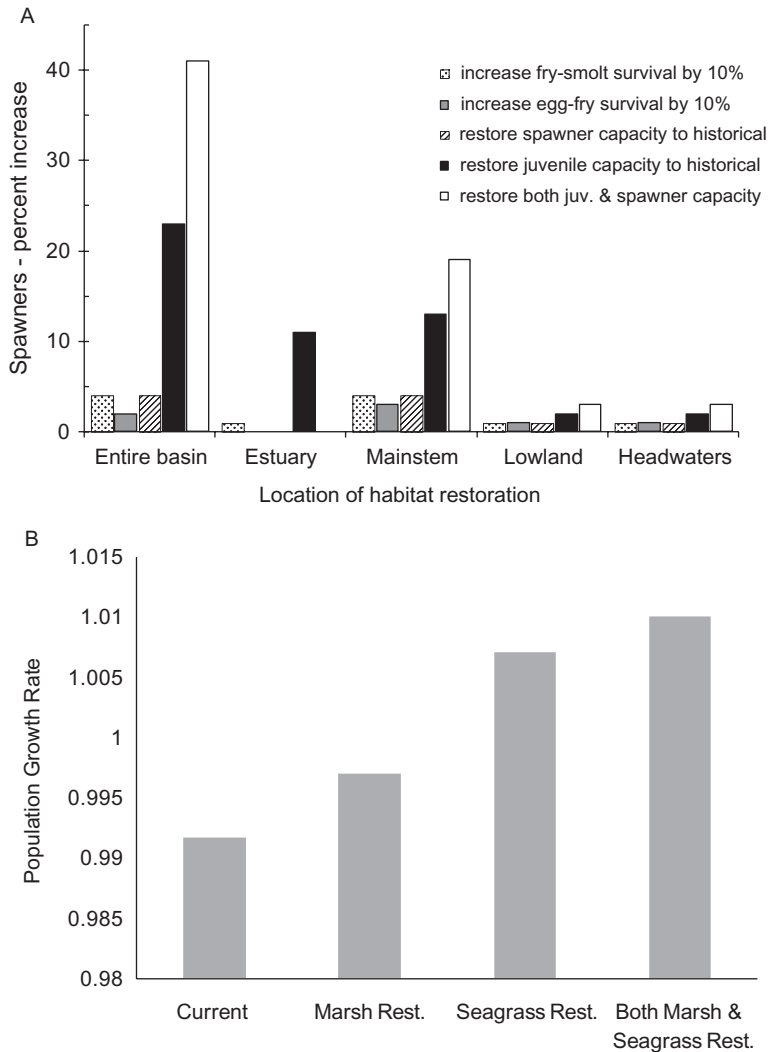 A
Spawners - percent increase
40
30
20
10
0
increase fry-smolt survival by 10%
increase egg-fry survival by 10%
restore spawner capacity to historical
restore juvenile capacity to historical
restore both juv. & spawner capacity
Entire basin
Estuary
Mainstem
Lowland
Headwaters
Location of habitat restoration
B
Population Growth Rate
1.015
1.01
1.005
1
0.995
0.99
0.985
0.98
Current
Marsh Rest.
Seagrass Rest.
Both Marsh &
Seagrass Rest.